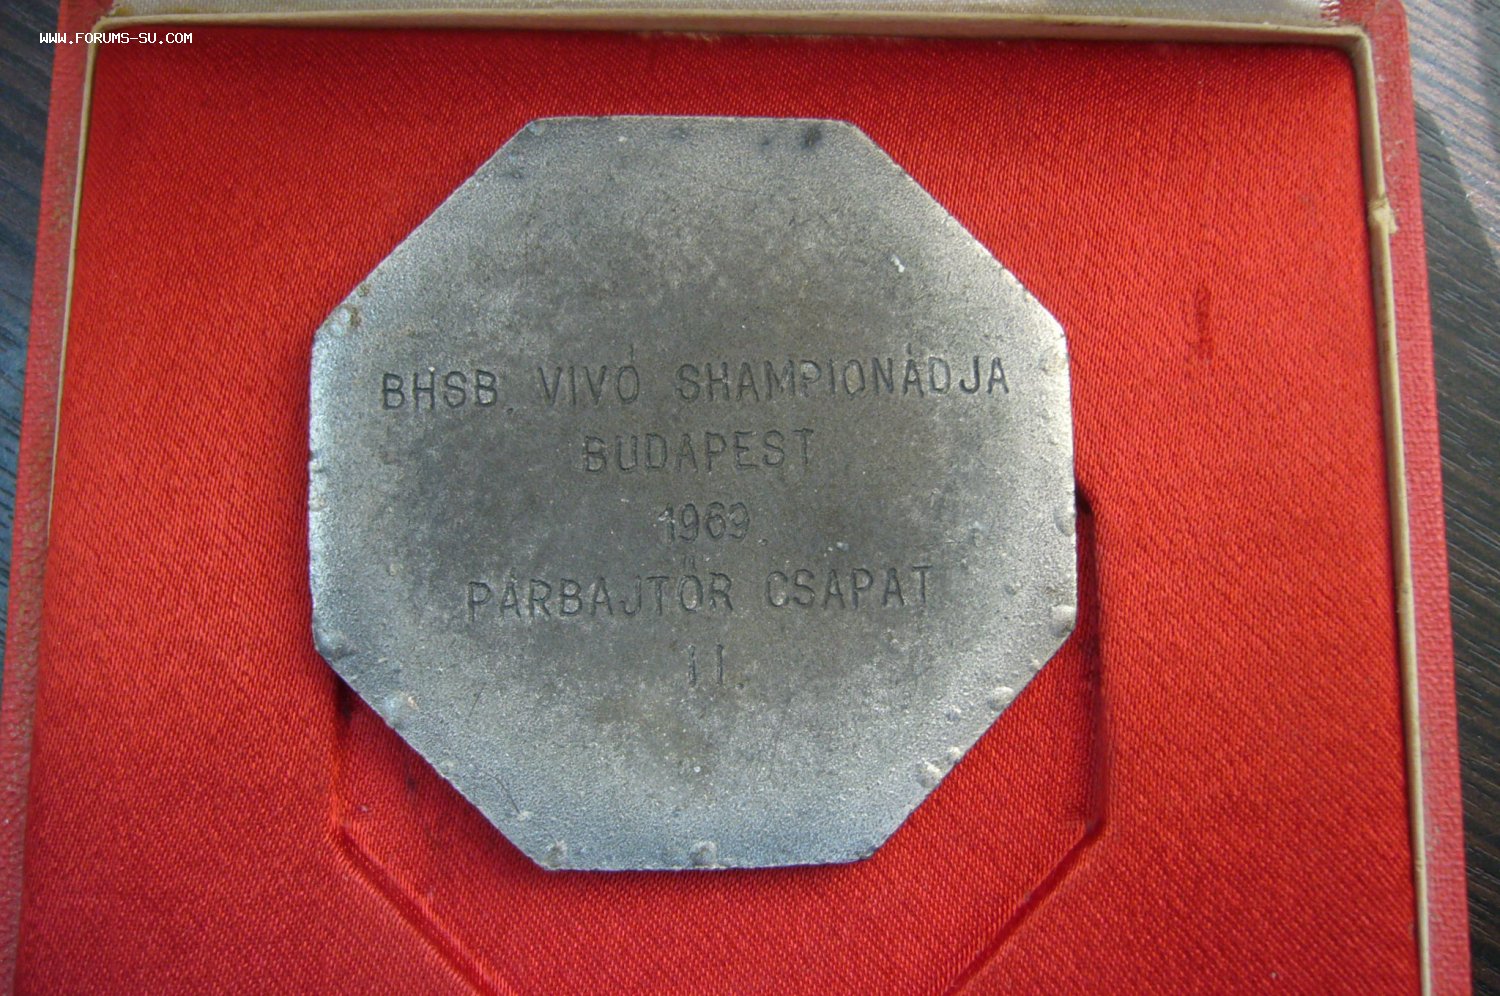 WWW.FORUMS-SU.COM
BHSB. VIVÓ SHAMPIONÁDJA
BUDAPEST
1969.
PÁRBAJTŐR CSAPAT
II.